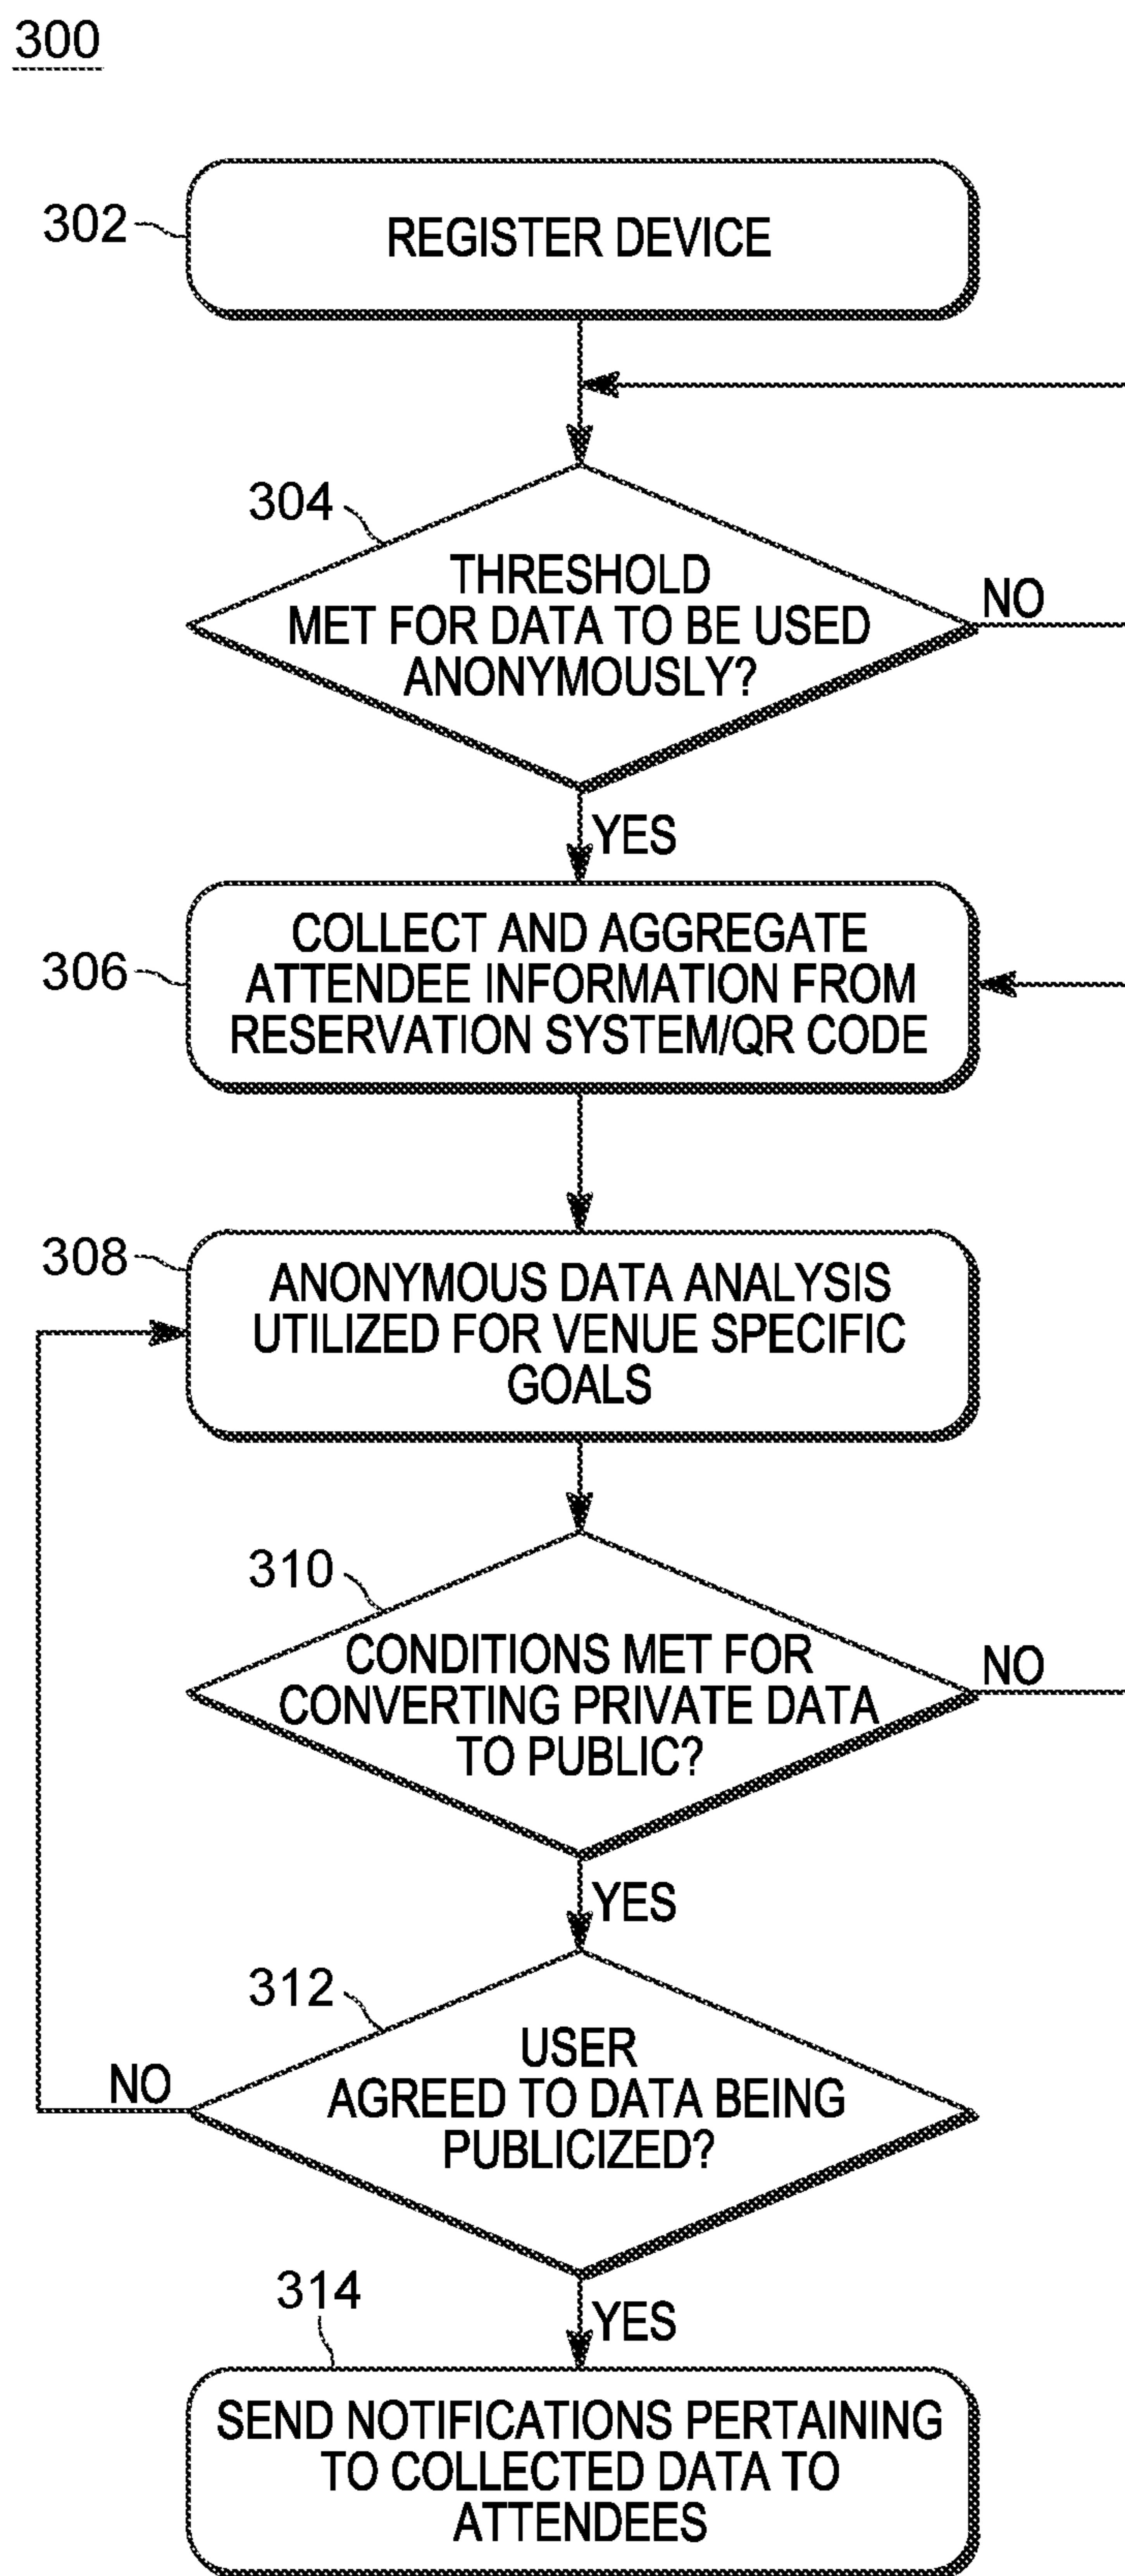 300
302
REGISTER DEVICE
304
THRESHOLD
MET FOR DATA TO BE USED
ANONYMOUSLY?
NO
YES
306
COLLECT AND AGGREGATE
ATTENDEE INFORMATION FROM
RESERVATION SYSTEM/QR CODE
308
ANONYMOUS DATA ANALYSIS
UTILIZED FOR VENUE SPECIFIC
GOALS
310
CONDITIONS MET FOR
CONVERTING PRIVATE DATA
TO PUBLIC?
NO
YES
312
USER
AGREED TO DATA BEING
PUBLICIZED?
NO
YES
314
SEND NOTIFICATIONS PERTAINING
TO COLLECTED DATA TO
ATTENDEES